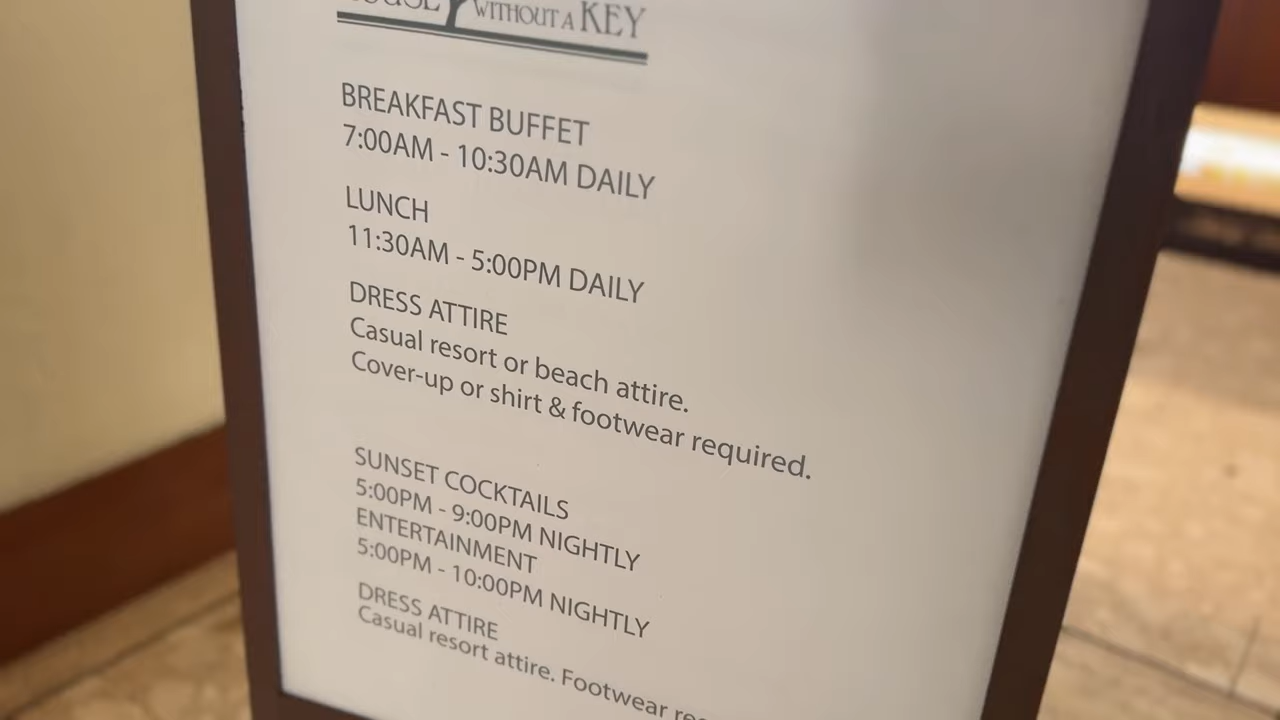 WITHOUT A KEY
BREAKFAST BUFFET
7:00AM - 10:30AM DAILY
LUNCH
11:30AM - 5:00PM DAILY
DRESS ATTIRE
Casual resort or beach attire.
Cover-up or shirt & footwear required.
SUNSET COCKTAILS
5:00PM - 9:00PM NIGHTLY
ENTERTAINMENT
5:00PM - 10:00PM NIGHTLY
DRESS ATTIRE
Casual resort attire. Footwear